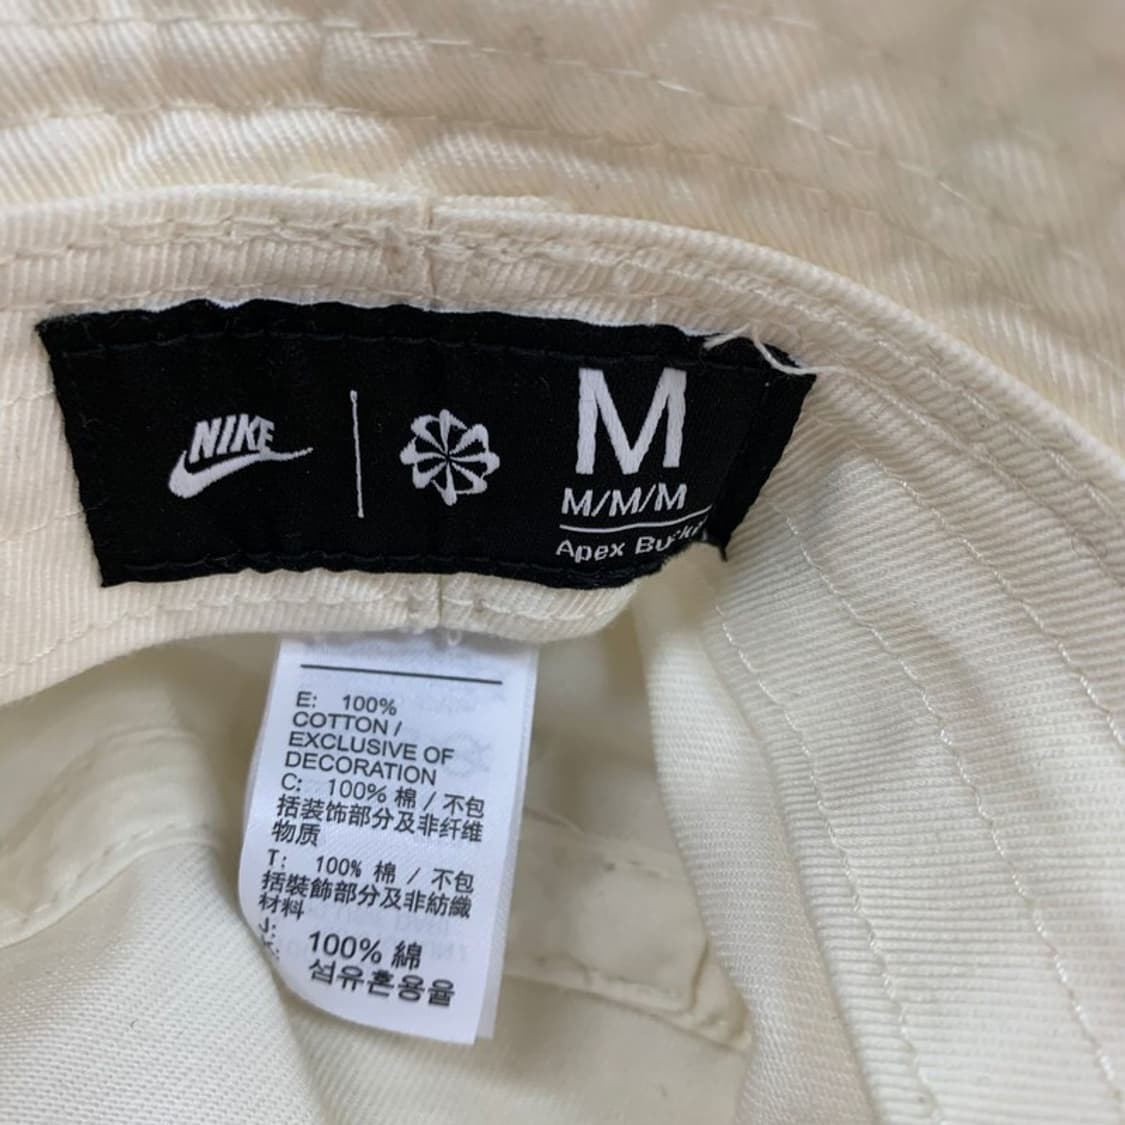 NIKE
M
M/M/M
Apex
E: 100%
COTTON /
EXCLUSIVE OF
DECORATION
C: 100% 棉 / 不包
括装饰部分及非纤维
物质
T: 100% 棉 / 不包
括裝飾部分及非紡織
材料
J: 100% 綿
K: 섬유혼용율